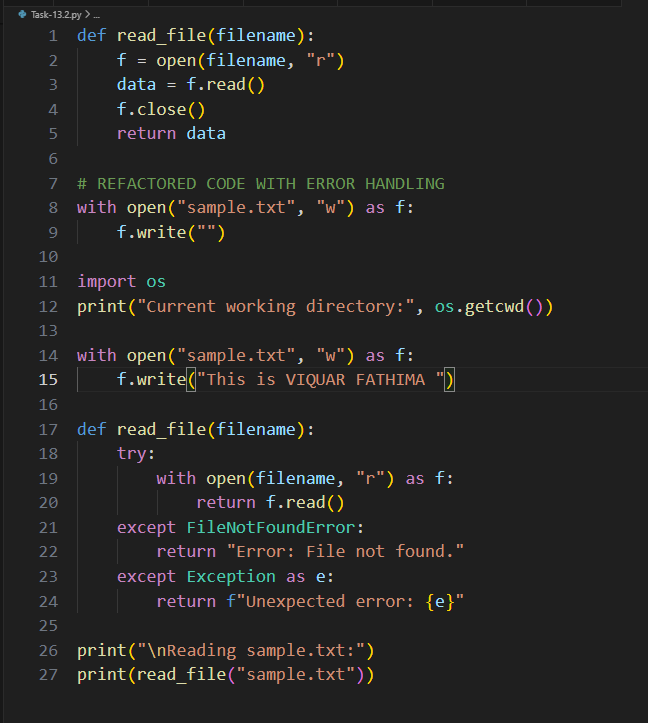 Task-13.2.py > ...
1 def read_file(filename):
2     f = open(filename, "r")
3     data = f.read()
4     f.close()
5     return data
6
7 # REFACTORED CODE WITH ERROR HANDLING
8 with open("sample.txt", "w") as f:
9     f.write("")
10
11 import os
12 print("Current working directory:", os.getcwd())
13
14 with open("sample.txt", "w") as f:
15     f.write("This is VIQUAR FATHIMA ")
16
17 def read_file(filename):
18     try:
19         with open(filename, "r") as f:
20             return f.read()
21     except FileNotFoundError:
22         return "Error: File not found."
23     except Exception as e:
24         return f"Unexpected error: {e}"
25
26 print("\nReading sample.txt:")
27 print(read_file("sample.txt"))